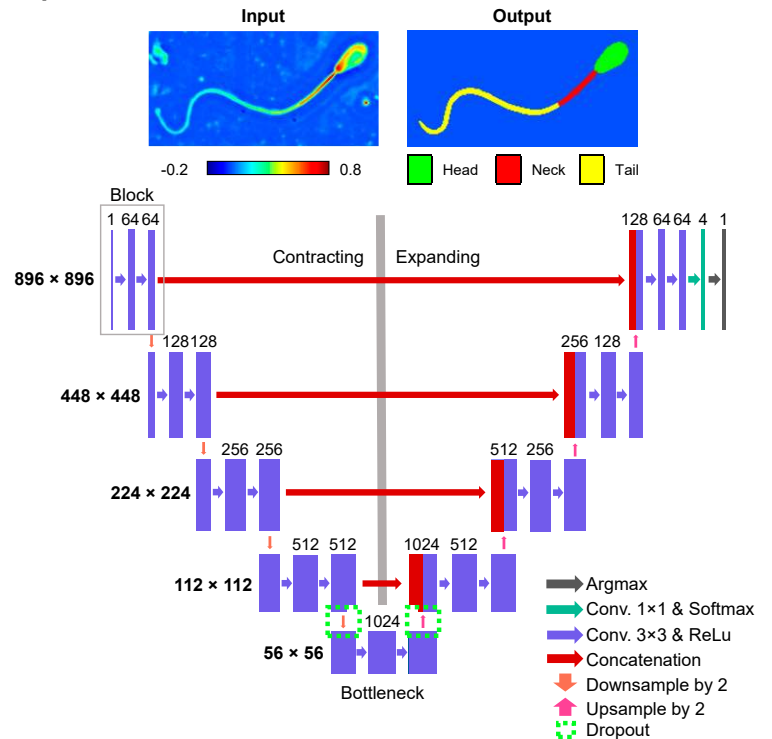 Input Output
-0.2 0.8 Head Neck Tail
Block
1 64 64 128 64 64 4 1
Contracting Expanding
896 × 896
128 128 256 128
448 × 448
256 256 512 256
224 × 224
512 512 1024 512
112 × 112
Argmax
Conv. 1×1 & Softmax
1024
Conv. 3×3 & ReLu
56 × 56
Concatenation
Downsample by 2
Bottleneck
Upsample by 2
Dropout